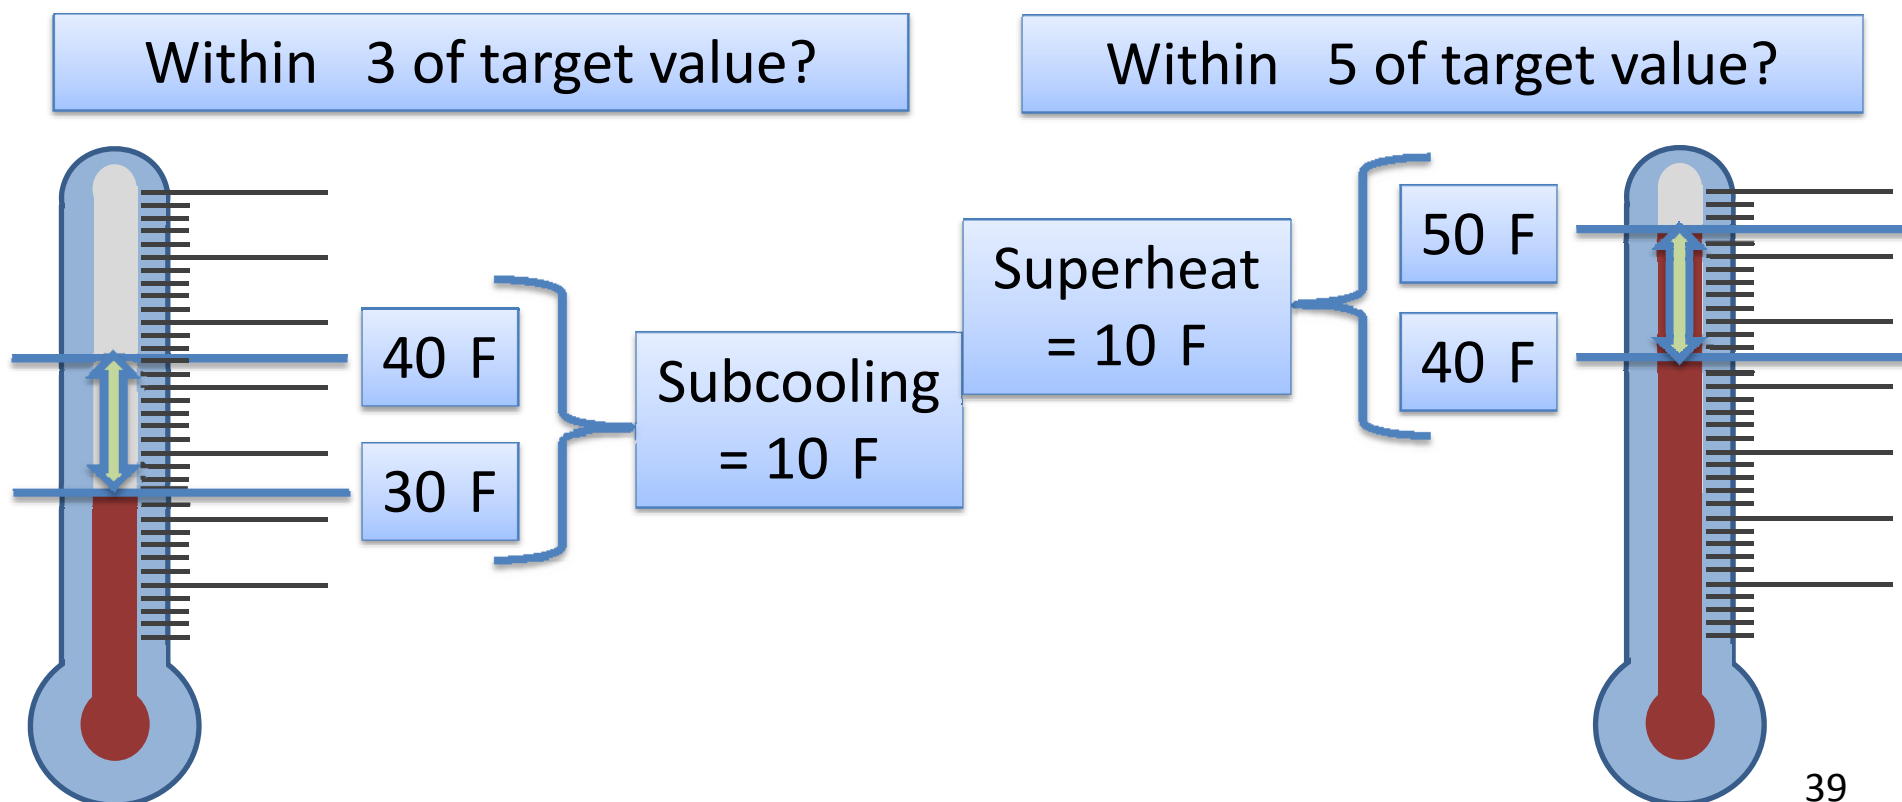 Within 3 of target value?
Within 5 of target value?
40 F
30 F
Subcooling
= 10 F
Superheat
= 10 F
50 F
40 F
39